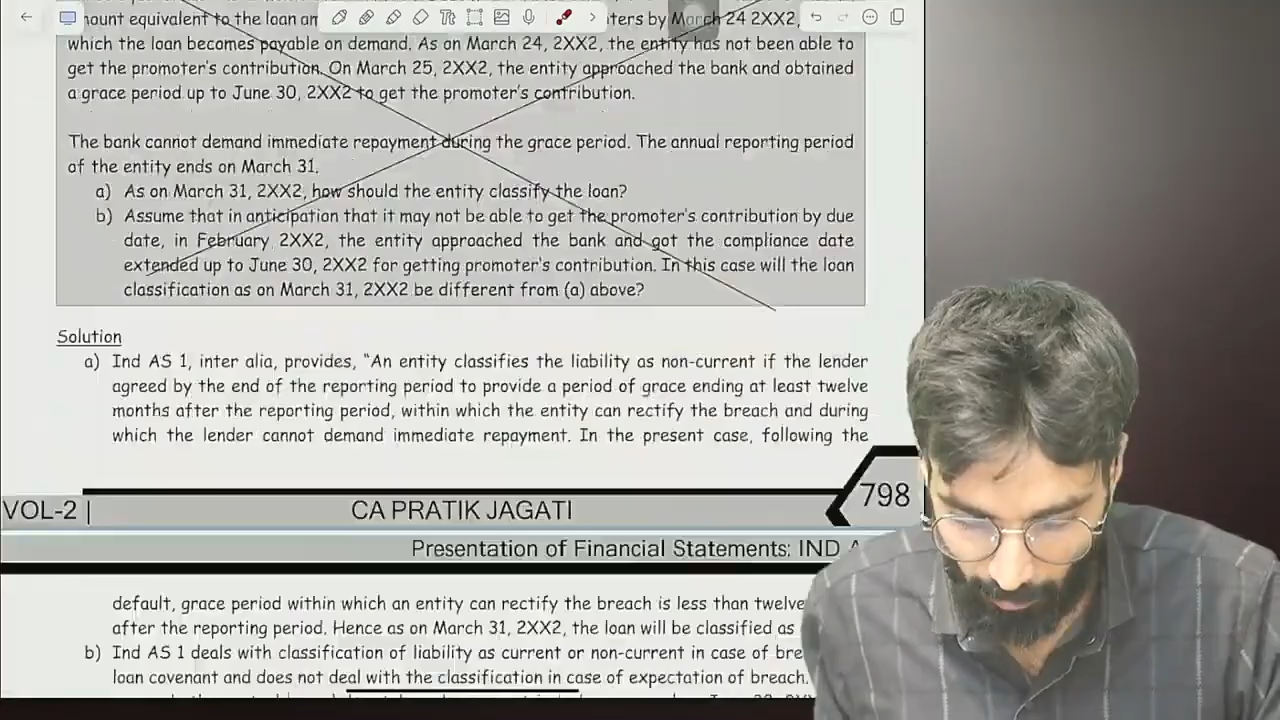 mount equivalent to the loan am ters by March 24 2XX2,
which the loan becomes payable on demand. As on March 24, 2XX2, the entity has not been able to
get the promoter's contribution. On March 25, 2XX2, the entity approached the bank and obtained
a grace period up to June 30, 2XX2 to get the promoter's contribution.
The bank cannot demand immediate repayment during the grace period. The annual reporting period
of the entity ends on March 31.
a) As on March 31, 2XX2, how should the entity classify the loan?
b) Assume that in anticipation that it may not be able to get the promoter's contribution by due
date, in February 2XX2, the entity approached the bank and got the compliance date
extended up to June 30, 2XX2 for getting promoter's contribution. In this case will the loan
classification as on March 31, 2XX2 be different from (a) above?
Solution
a) Ind AS 1, inter alia, provides, “An entity classifies the liability as non-current if the lender
agreed by the end of the reporting period to provide a period of grace ending at least twelve
months after the reporting period, within which the entity can rectify the breach and during
which the lender cannot demand immediate repayment. In the present case, following the
VOL-2 | CA PRATIK JAGATI 798
Presentation of Financial Statements: IND A
default, grace period within which an entity can rectify the breach is less than twelve
after the reporting period. Hence as on March 31, 2XX2, the loan will be classified as
b) Ind AS 1 deals with classification of liability as current or non-current in case of bre
loan covenant and does not deal with the classification in case of expectation of breach.